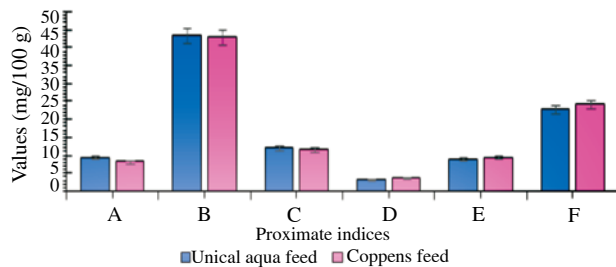 Values (mg/100 g)
50
45
40
35
30
25
20
15
10
5
0
A B C D E F
Proximate indices
Unical aqua feed Coppens feed